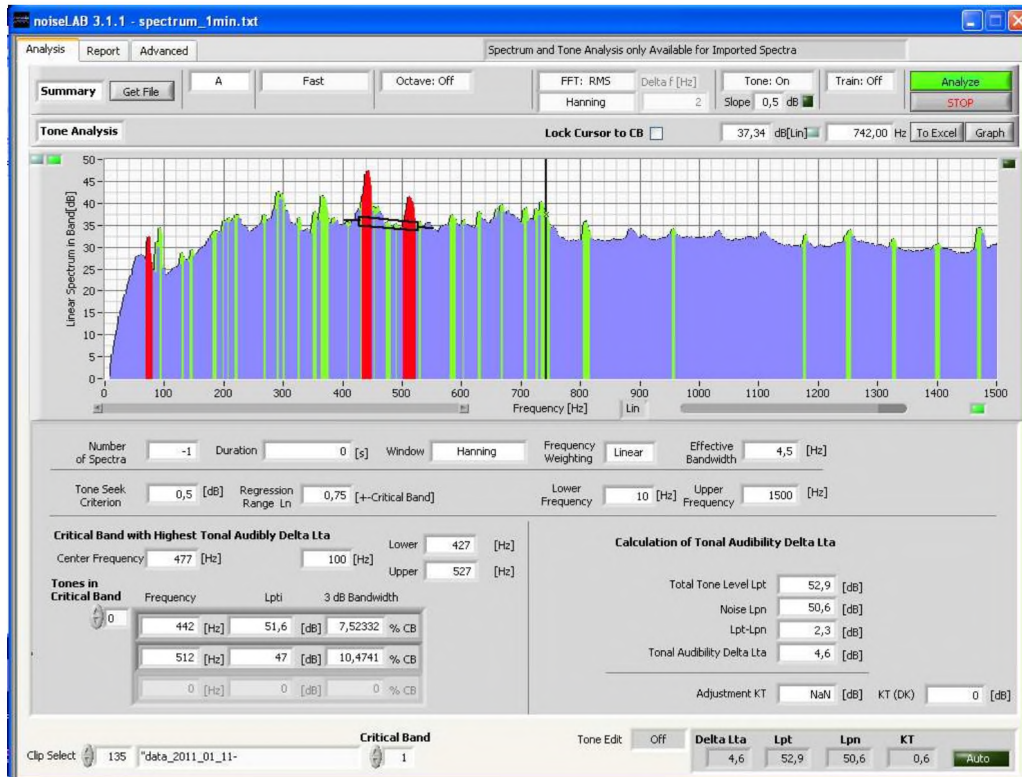 noiseLAB 3.1.1 - spectrum_1min.txt
Analysis Report Advanced Spectrum and Tone Analysis only Available for Imported Spectra
Summary Get File A Fast Octave: Off FFT: RMS Delta f [Hz] Tone: On Train: Off Analyze
Hanning 2 Slope 0,5 dB STOP
Tone Analysis Lock Cursor to CB 37,34 dB[Lin] 742,00 Hz To Excel Graph
Linear Spectrum in Band[dB]
50
45
40
35
30
25
20
15
10
5
0
0 100 200 300 400 500 600 700 800 900 1000 1100 1200 1300 1400 1500
Frequency [Hz] Lin
Number of Spectra -1 Duration 0 [s] Window Hanning Frequency Weighting Linear Effective Bandwidth 4,5 [Hz]
Tone Seek Criterion 0,5 [dB] Regression Range Ln 0,75 [+-Critical Band] Lower Frequency 10 [Hz] Upper Frequency 1500 [Hz]
Critical Band with Highest Tonal Audibly Delta Lta
Center Frequency 477 [Hz] 100 [Hz] Lower 427 [Hz]
Upper 527 [Hz]
Tones in Critical Band Frequency Lpti 3 dB Bandwidth
0
442 [Hz] 51,6 [dB] 7,52332 % CB
512 [Hz] 47 [dB] 10,4741 % CB
0 [Hz] 0 [dB] 0 % CB
Calculation of Tonal Audibility Delta Lta
Total Tone Level Lpt 52,9 [dB]
Noise Lpn 50,6 [dB]
Lpt-Lpn 2,3 [dB]
Tonal Audibility Delta Lta 4,6 [dB]
Adjustment KT NaN [dB] KT (DK) 0 [dB]
Clip Select 135 "data_2011_01_11- Critical Band 1 Tone Edit Off
Delta Lta Lpt Lpn KT
4,6 52,9 50,6 0,6 Auto